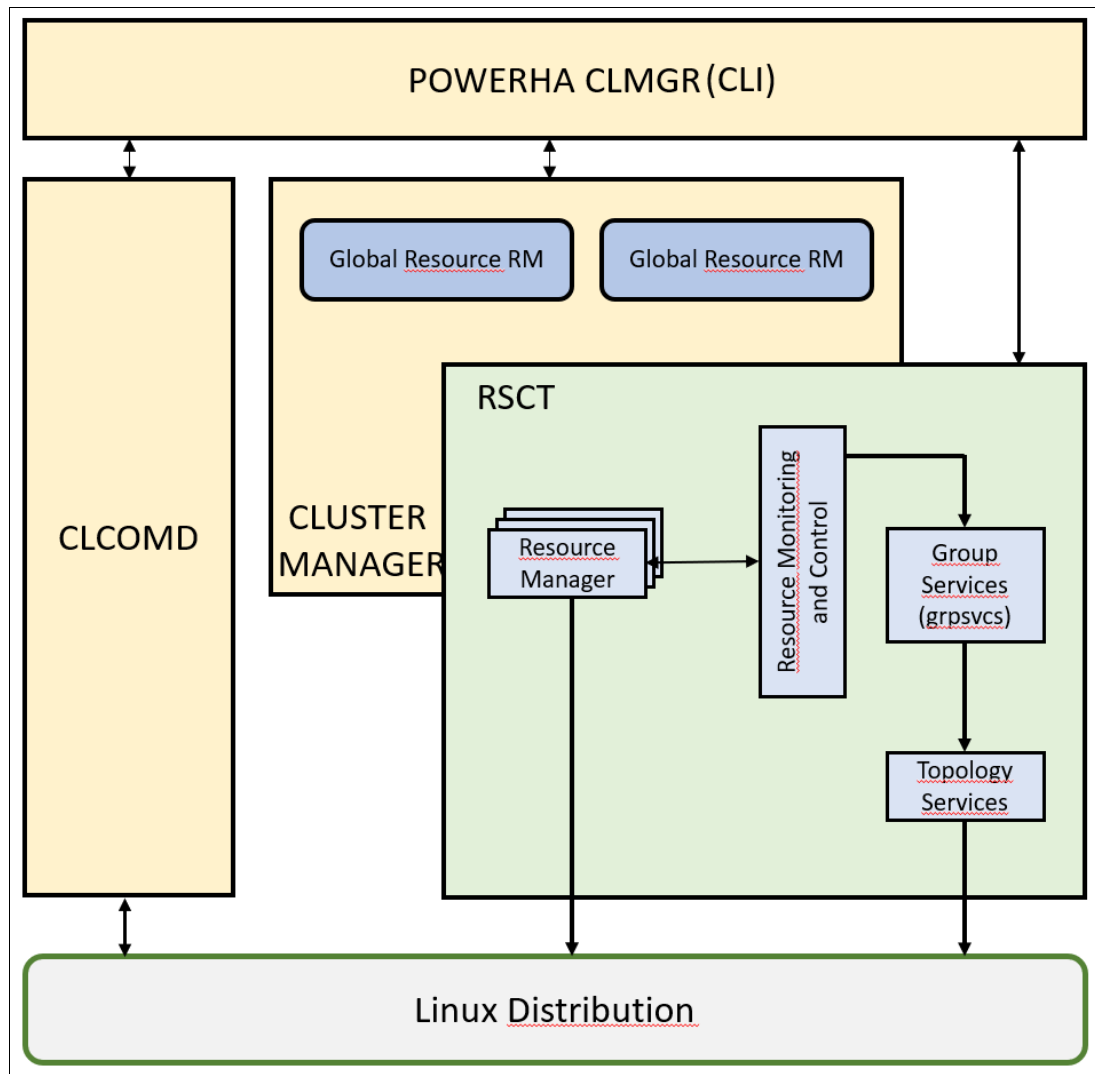 POWERHA CLMGR (CLI)
Global Resource RM
Global Resource RM
RSCT
CLUSTER
MANAGER
CLCOMD
Resource
Manager
Resource Monitoring
and Control
Group
Services
(grpsvcs)
Topology
Services
Linux Distribution